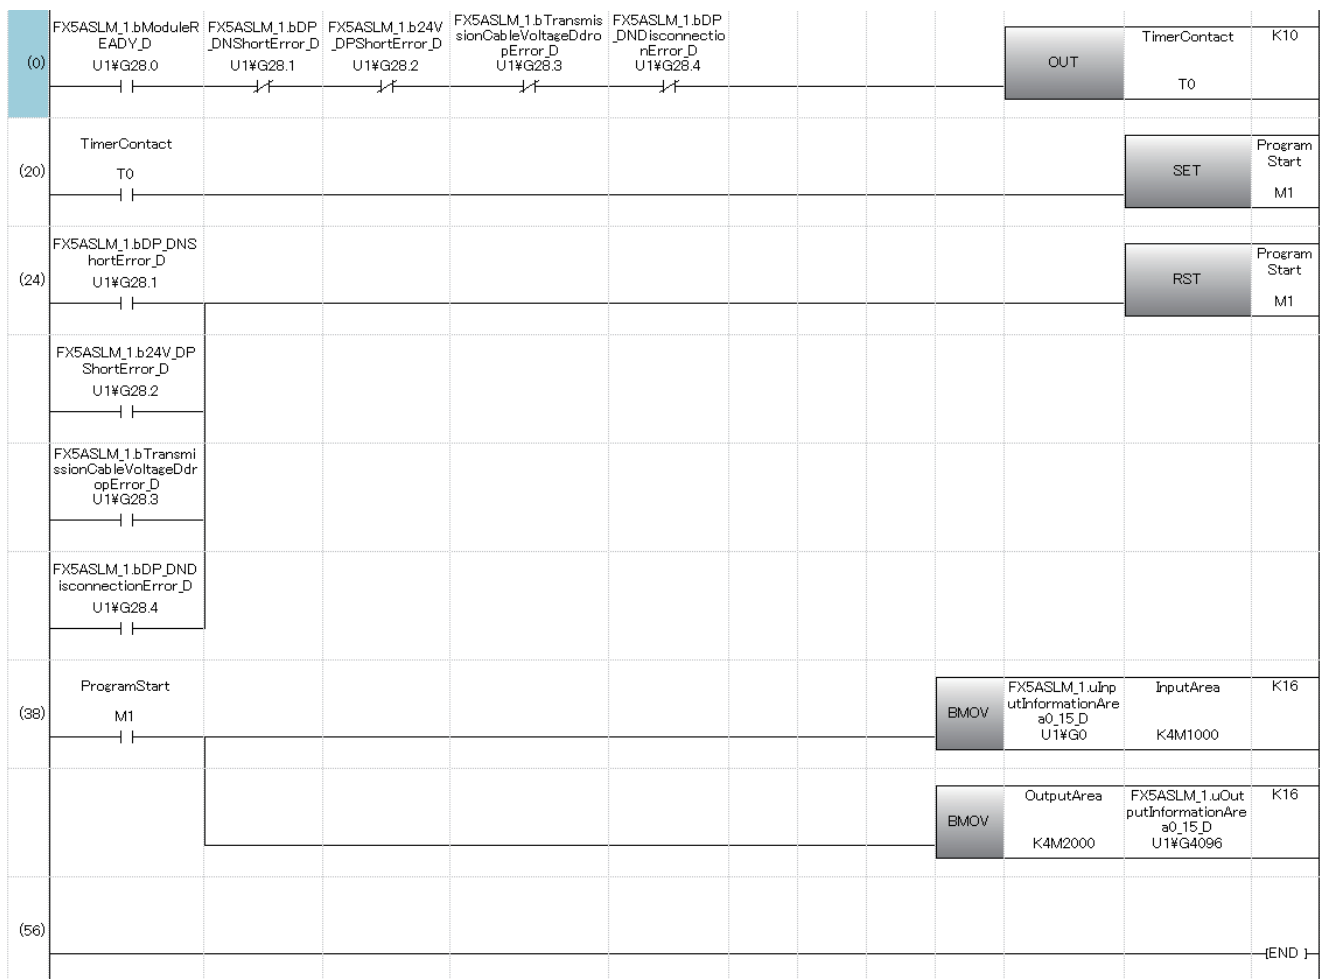 FX5ASLM_1.bModuleR
EADY_D
U1¥G28.0
FX5ASLM_1.bDP
_DNShortError_D
U1¥G28.1
FX5ASLM_1.b24V
_DPShortError_D
U1¥G28.2
FX5ASLM_1.bTransmis
sionCableVoltageDdro
pError_D
U1¥G28.3
FX5ASLM_1.bDP
_DNDisconnectio
nError_D
U1¥G28.4
(0)
OUT
TimerContact
T0
K10
TimerContact
(20)
T0
SET
Program
Start
M1
FX5ASLM_1.bDP_DNS
hortError_D
(24)
U1¥G28.1
RST
Program
Start
M1
FX5ASLM_1.b24V_DP
ShortError_D
U1¥G28.2
FX5ASLM_1.bTransmi
ssionCableVoltageDdr
opError_D
U1¥G28.3
FX5ASLM_1.bDP_DND
isconnectionError_D
U1¥G28.4
ProgramStart
(38)
M1
BMOV
FX5ASLM_1.uInp
utInformationAre
a0_15_D
U1¥G0
InputArea
K4M1000
K16
BMOV
OutputArea
K4M2000
FX5ASLM_1.uOut
putInformationAre
a0_15_D
U1¥G4096
K16
(56)
[END ]